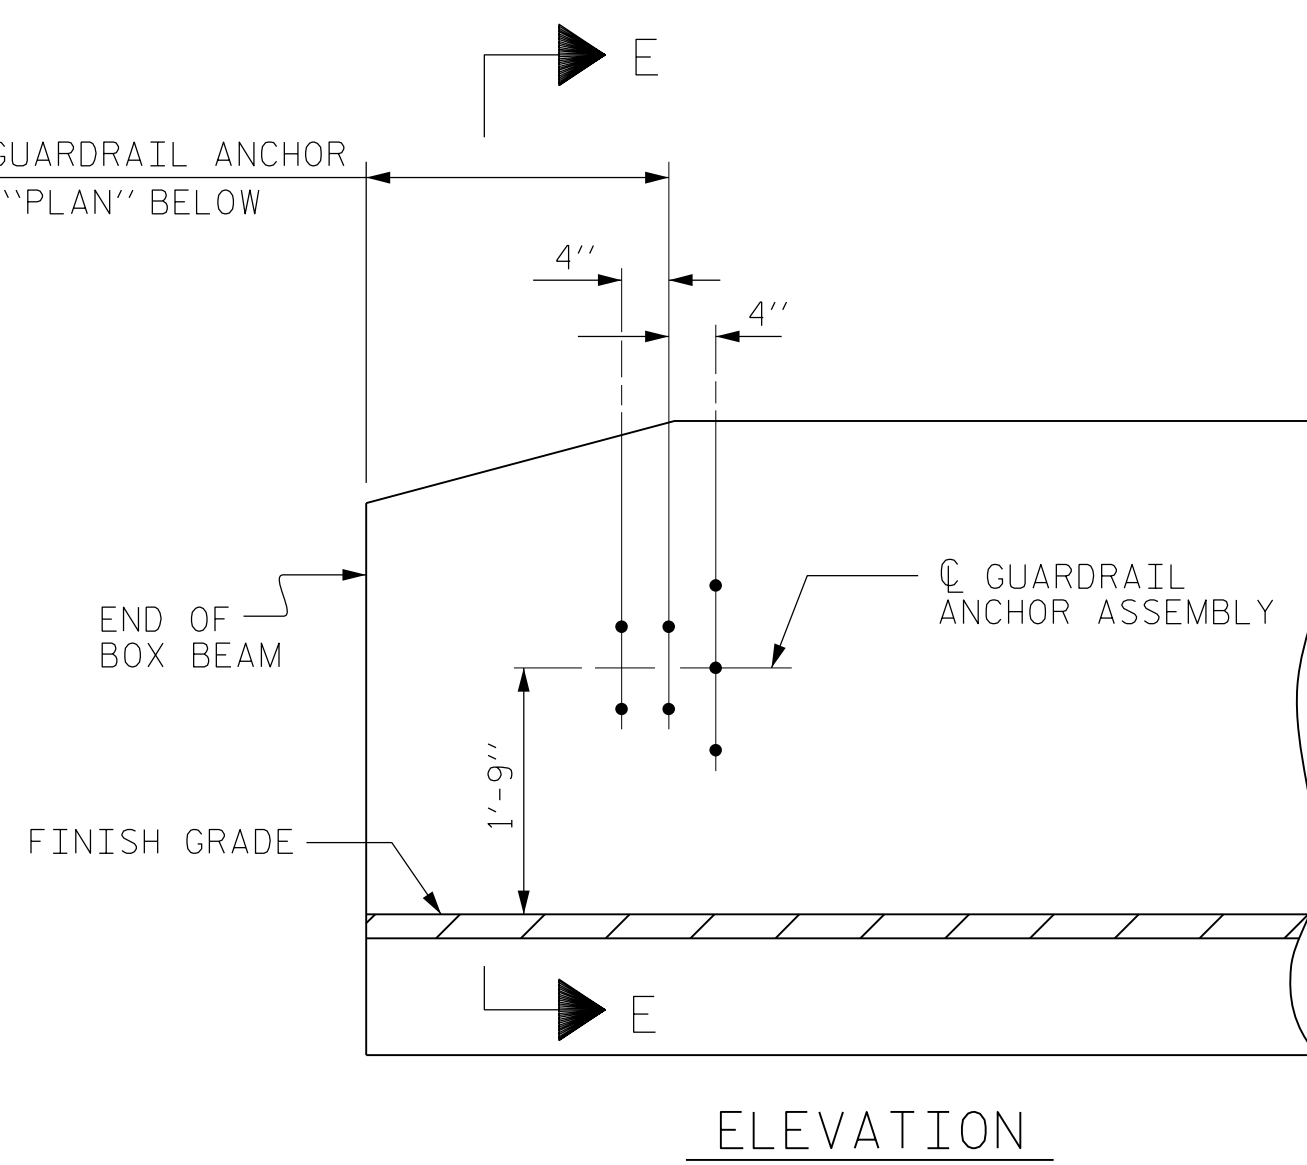 E
GUARDRAIL ANCHOR
“PLAN” BELOW
4''
4''
℄ GUARDRAIL
ANCHOR ASSEMBLY
END OF
BOX BEAM
1'-9''
FINISH GRADE
E
ELEVATION